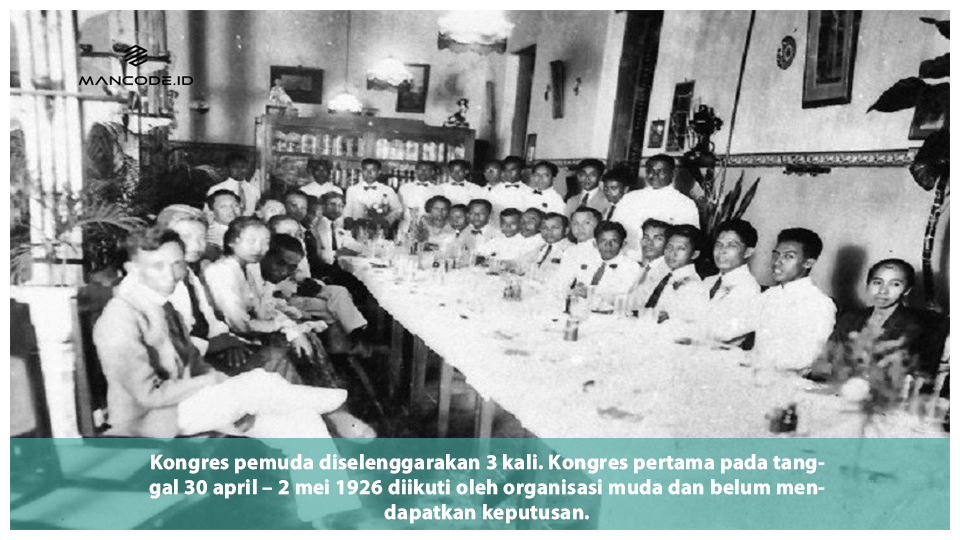 MANCODE.ID
Kongres pemuda diselenggarakan 3 kali. Kongres pertama pada tang-
gal 30 april – 2 mei 1926 diikuti oleh organisasi muda dan belum men-
dapatkan keputusan.